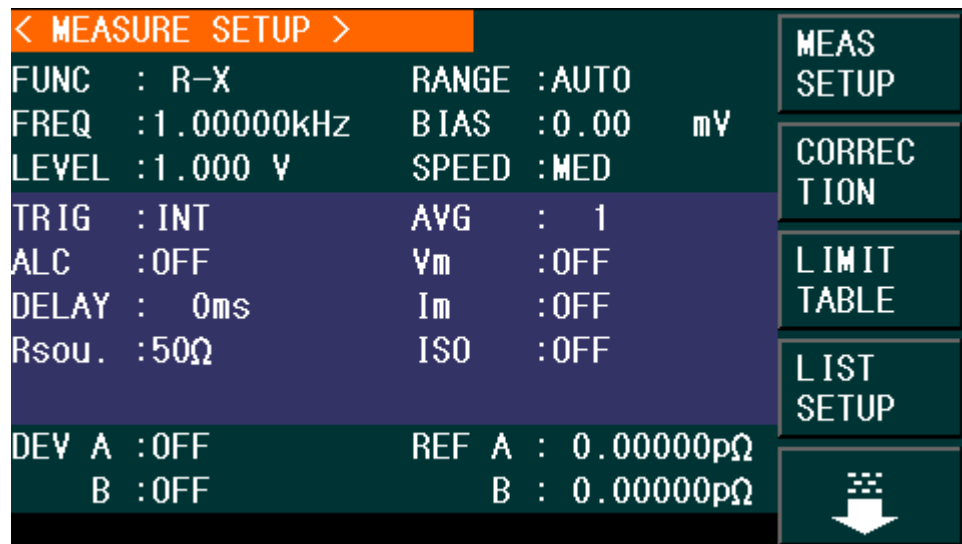 < MEASURE SETUP >
FUNC : R-X RANGE :AUTO
FREQ :1.00000kHz BIAS :0.00 mV
LEVEL :1.000 V SPEED :MED
TRIG :INT AVG : 1
ALC :OFF Vm :OFF
DELAY : 0ms Im :OFF
Rsou. :50Ω ISO :OFF
DEV A :OFF REF A : 0.00000pΩ
B :OFF B : 0.00000pΩ
MEAS
SETUP
CORREC
TION
LIMIT
TABLE
LIST
SETUP